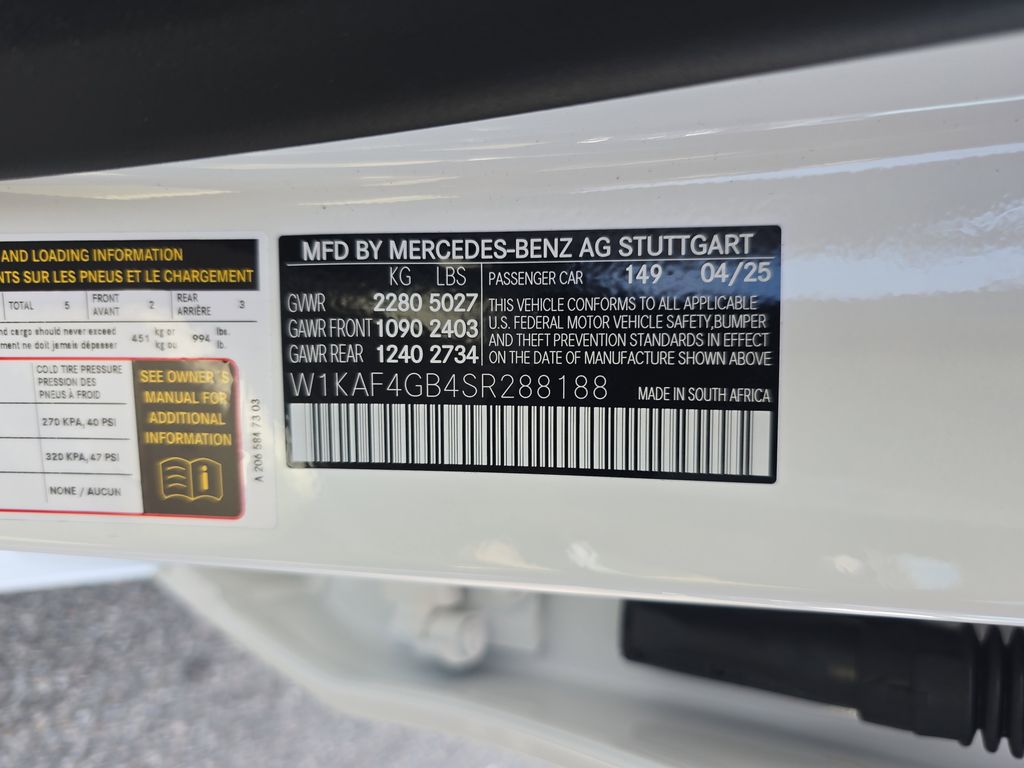 AND LOADING INFORMATION
NTS SUR LES PNEUS ET LE CHARGEMENT
TOTAL 5 FRONT AVANT 2 REAR ARRIÈRE 3
nd cargo should never exceed 451 kg or 994 lbs.
ment ne doit jamais dépasser kg ou lb.
COLD TIRE PRESSURE
PRESSION DES
PNEUS À FROID
270 KPA, 40 PSI
320 KPA, 47 PSI
NONE / AUCUN
SEE OWNER'S
MANUAL FOR
ADDITIONAL
INFORMATION
i
A 206 584 73 03
MFD BY MERCEDES-BENZ AG STUTTGART
KG LBS
GVWR 2280 5027
GAWR FRONT 1090 2403
GAWR REAR 1240 2734
PASSENGER CAR 149 04/25
THIS VEHICLE CONFORMS TO ALL APPLICABLE
U.S. FEDERAL MOTOR VEHICLE SAFETY,BUMPER
AND THEFT PREVENTION STANDARDS IN EFFECT
ON THE DATE OF MANUFACTURE SHOWN ABOVE
W1KAF4GB4SR288188 MADE IN SOUTH AFRICA